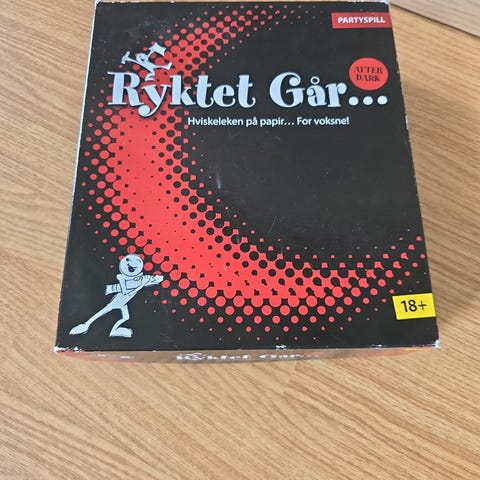 PARTYSPILL
AFTER
DARK
Ryktet Går...
Hviskeleken på papir... For voksne!
18+
Ryktet Går...